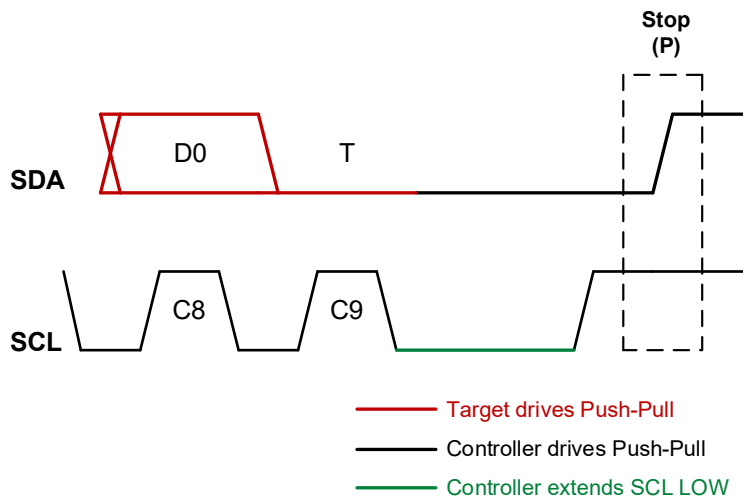 Stop
(P)
D0
T
SDA
C8
C9
SCL
Target drives Push-Pull
Controller drives Push-Pull
Controller extends SCL LOW